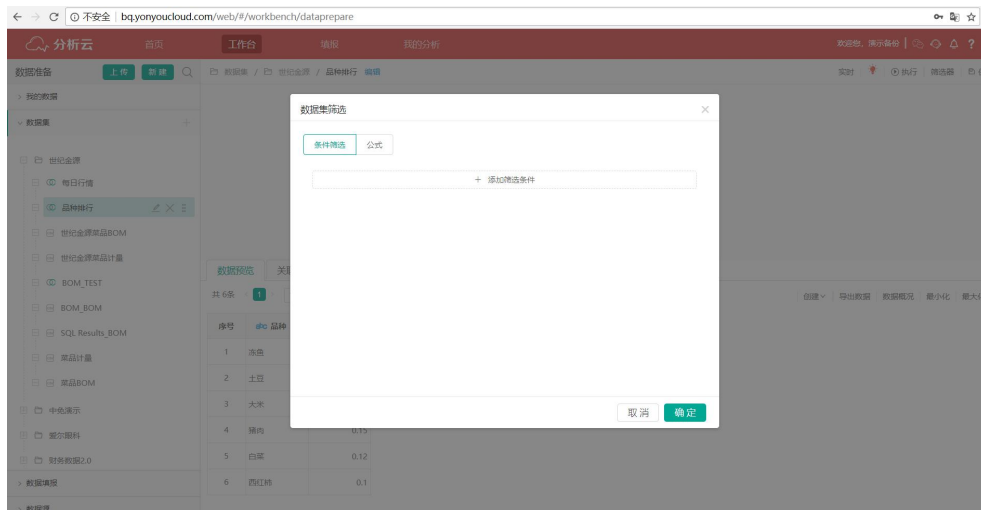 不安全 | bq.yonyoucloud.com/web/#/workbench/dataprepare
分析云 首页 工作台 填报 我的分析 欢迎您, 演示备份
数据准备 上传 新建 数据集 / 世纪金源 / 品种排行 编辑 实时 执行 筛选器
> 我的数据
数据集
世纪金源
每日行情
品种排行
世纪金源菜品BOM
世纪金源菜品计量
BOM_TEST
BOM_BOM
SQL Results_BOM
菜品计量
菜品BOM
中免演示
爱尔眼科
财务数据2.0
> 数据填报
> 数据源
数据集筛选 ×
条件筛选 公式
+ 添加筛选条件
取消 确定
数据预览
共 6条 1 创建 导出数据 数据概况 最小化
序号 abc 品种
1 冻鱼
2 土豆
3 大米
4 猪肉 0.15
5 白菜 0.12
6 西红柿 0.1